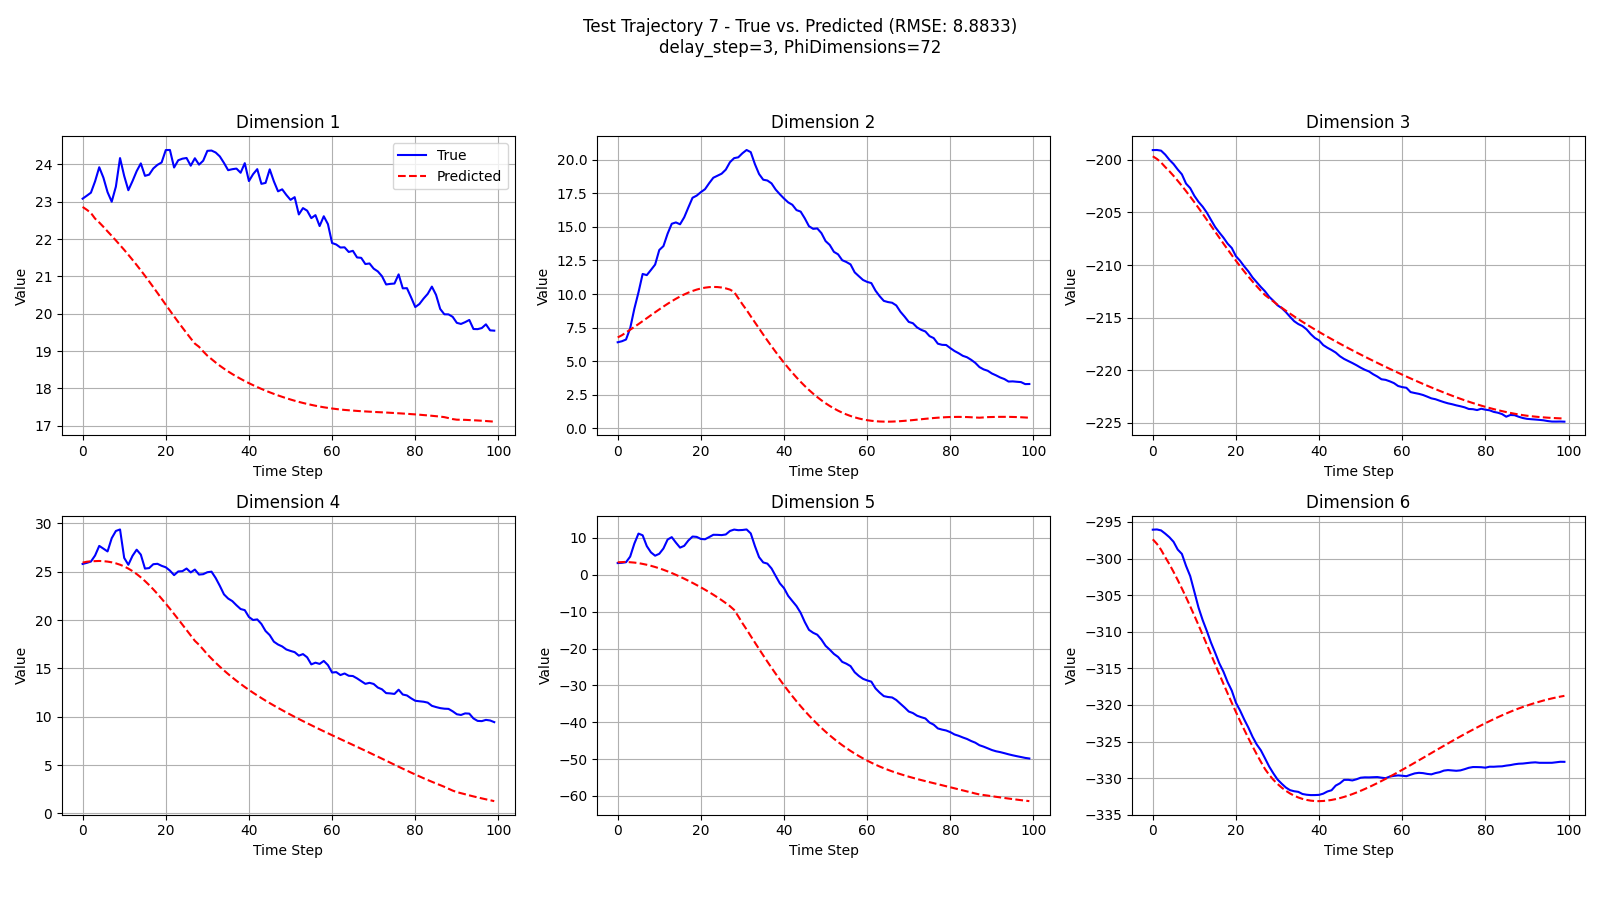 Test Trajectory 7 - True vs. Predicted (RMSE: 8.8833)
delay_step=3, PhiDimensions=72
Dimension 1
Value
24
23
22
21
20
19
18
17
True
Predicted
0 20 40 60 80 100
Time Step
Dimension 2
Value
20.0
17.5
15.0
12.5
10.0
7.5
5.0
2.5
0.0
0 20 40 60 80 100
Time Step
Dimension 3
Value
−200
−205
−210
−215
−220
−225
0 20 40 60 80 100
Time Step
Dimension 4
Value
30
25
20
15
10
5
0
0 20 40 60 80 100
Time Step
Dimension 5
Value
10
0
−10
−20
−30
−40
−50
−60
0 20 40 60 80 100
Time Step
Dimension 6
Value
−295
−300
−305
−310
−315
−320
−325
−330
−335
0 20 40 60 80 100
Time Step